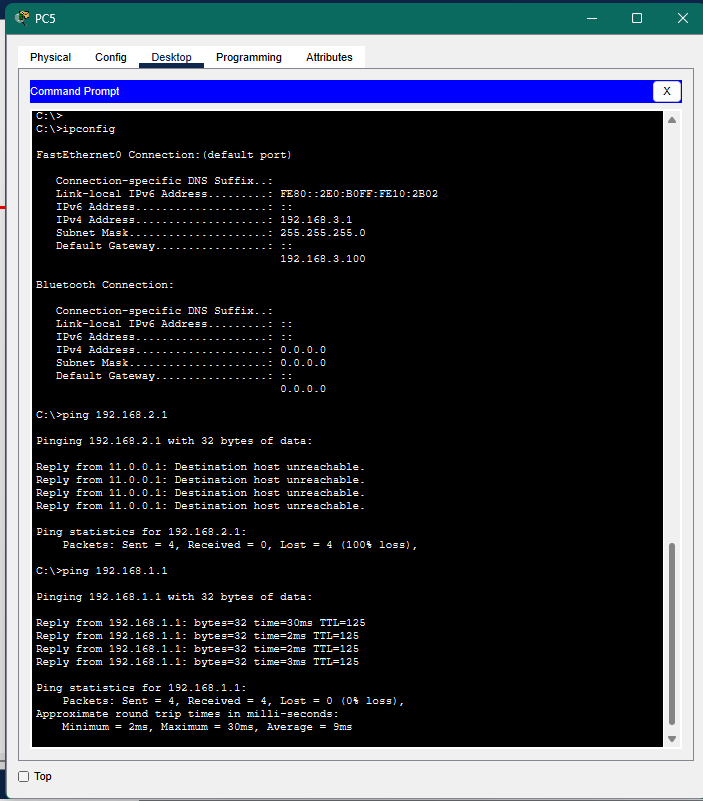 PC5
Physical Config Desktop Programming Attributes
Command Prompt X
C:\>
C:\>ipconfig
FastEthernet0 Connection:(default port)
Connection-specific DNS Suffix..:
Link-local IPv6 Address.........: FE80::2E0:B0FF:FE10:2B02
IPv6 Address....................: ::
IPv4 Address....................: 192.168.3.1
Subnet Mask.....................: 255.255.255.0
Default Gateway.................: ::
192.168.3.100
Bluetooth Connection:
Connection-specific DNS Suffix..:
Link-local IPv6 Address.........: ::
IPv6 Address....................: ::
IPv4 Address....................: 0.0.0.0
Subnet Mask.....................: 0.0.0.0
Default Gateway.................: ::
0.0.0.0
C:\>ping 192.168.2.1
Pinging 192.168.2.1 with 32 bytes of data:
Reply from 11.0.0.1: Destination host unreachable.
Reply from 11.0.0.1: Destination host unreachable.
Reply from 11.0.0.1: Destination host unreachable.
Reply from 11.0.0.1: Destination host unreachable.
Ping statistics for 192.168.2.1:
Packets: Sent = 4, Received = 0, Lost = 4 (100% loss),
C:\>ping 192.168.1.1
Pinging 192.168.1.1 with 32 bytes of data:
Reply from 192.168.1.1: bytes=32 time=30ms TTL=125
Reply from 192.168.1.1: bytes=32 time=2ms TTL=125
Reply from 192.168.1.1: bytes=32 time=2ms TTL=125
Reply from 192.168.1.1: bytes=32 time=3ms TTL=125
Ping statistics for 192.168.1.1:
Packets: Sent = 4, Received = 4, Lost = 0 (0% loss),
Approximate round trip times in milli-seconds:
Minimum = 2ms, Maximum = 30ms, Average = 9ms
Top